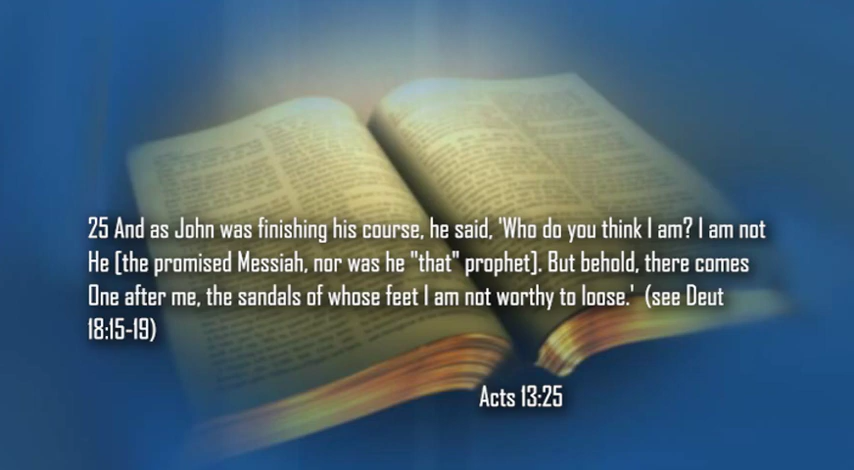 25 And as John was finishing his course, he said, 'Who do you think I am? I am not
He [the promised Messiah, nor was he "that" prophet]. But behold, there comes
One after me, the sandals of whose feet I am not worthy to loose.' (see Deut
18:15-19)
Acts 13:25